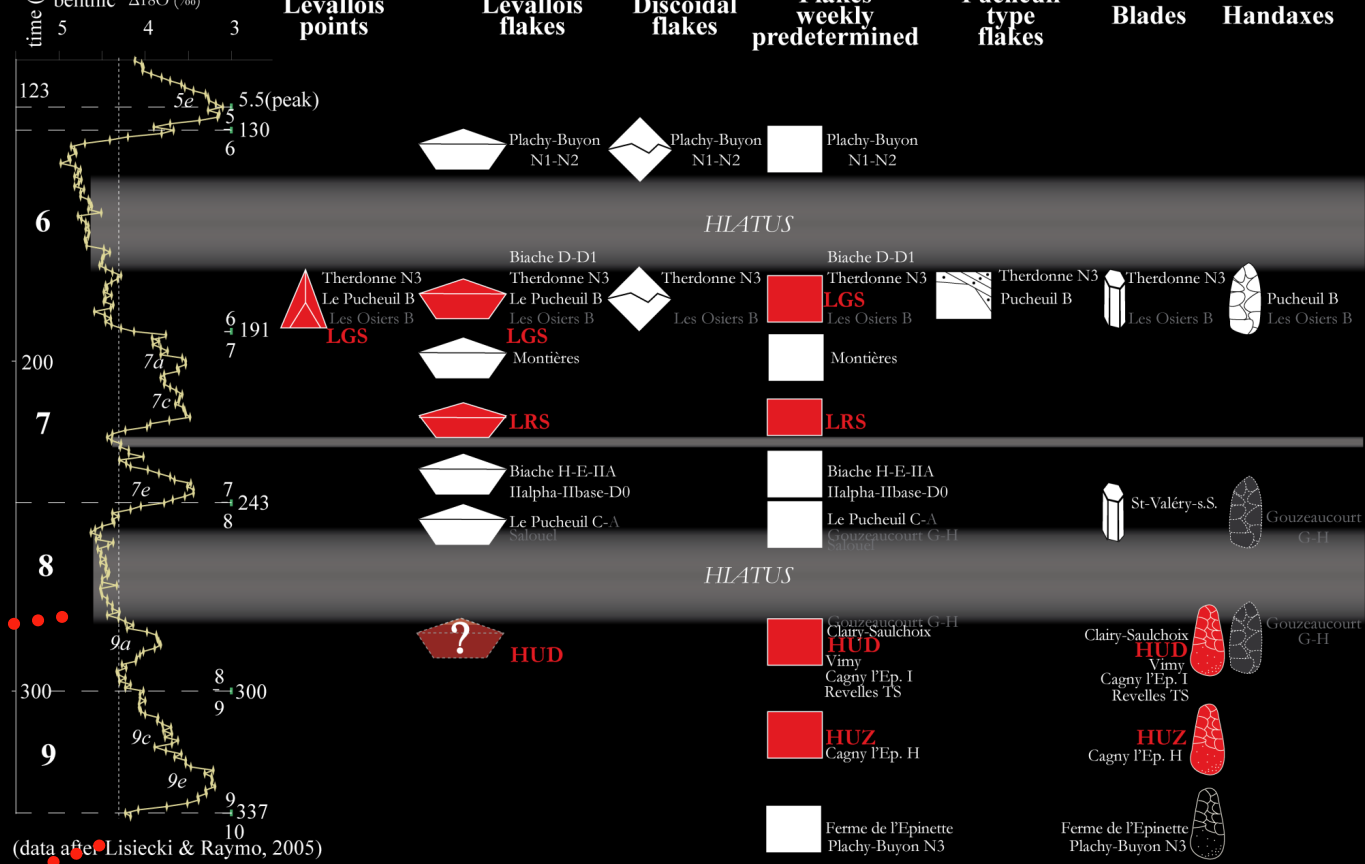 time (
benthic Δ18O (‰)
5 4 3
Levallois
points
Levallois
flakes
Discoidal
flakes
Flakes
weekly
predetermined
Pucheuil
type
flakes
Blades
Handaxes
123
5e
5.5(peak)
5
130
6
Plachy-Buyon
N1-N2
Plachy-Buyon
N1-N2
Plachy-Buyon
N1-N2
6
HIATUS
Biache D-D1
Biache D-D1
Therdonne N3
Le Pucheuil B
Les Osiers B
LGS
Therdonne N3
Le Pucheuil B
Les Osiers B
LGS
Therdonne N3
Les Osiers B
Therdonne N3
LGS
Les Osiers B
Therdonne N3
Pucheuil B
Therdonne N3
Les Osiers B
Pucheuil B
Les Osiers B
6
191
7
7a
200
Montières
Montières
7c
7
LRS
LRS
7e
7
243
8
Biache H-E-IIA
IIalpha-IIbase-D0
Biache H-E-IIA
IIalpha-IIbase-D0
St-Valéry-s.S.
Le Pucheuil C-A
Salouel
Le Pucheuil C-A
Gouzeaucourt G-H
Salouel
Gouzeaucourt
G-H
8
HIATUS
9a
?
HUD
Gouzeaucourt G-H
Clairy-Saulchoix
HUD
Vimy
Cagny l'Ep. I
Revelles TS
Clairy-Saulchoix
HUD
Vimy
Cagny l'Ep. I
Revelles TS
Gouzeaucourt
G-H
8
300
300
9
9c
9
HUZ
Cagny l'Ep. H
HUZ
Cagny l'Ep. H
9e
9
337
10
Ferme de l'Epinette
Plachy-Buyon N3
Ferme de l'Epinette
Plachy-Buyon N3
(data after Lisiecki & Raymo, 2005)